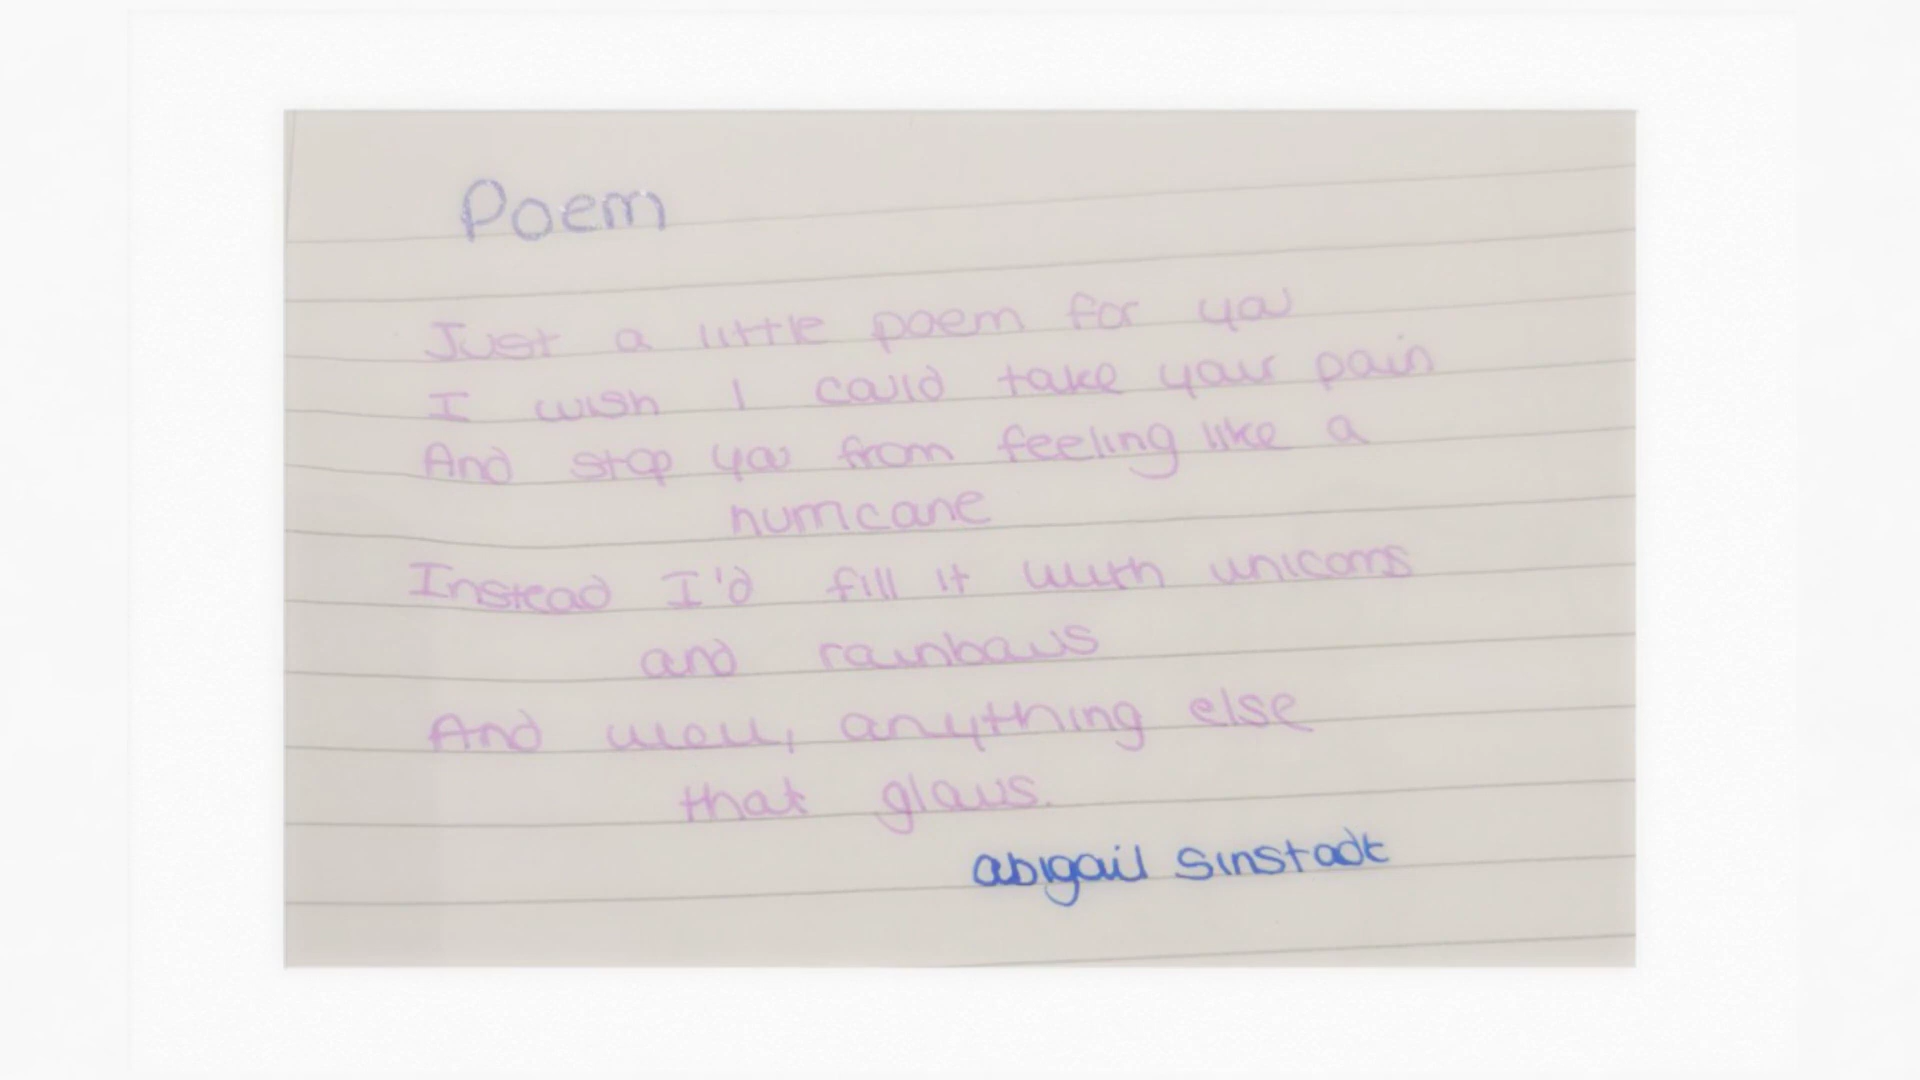 Poem
Just a little poem for you
I wish I could take your pain
And stop you from feeling like a
hurricane
Instead I'd fill it with unicorns
and rainbows
And well, anything else
that glows.
abigail Sinstadt